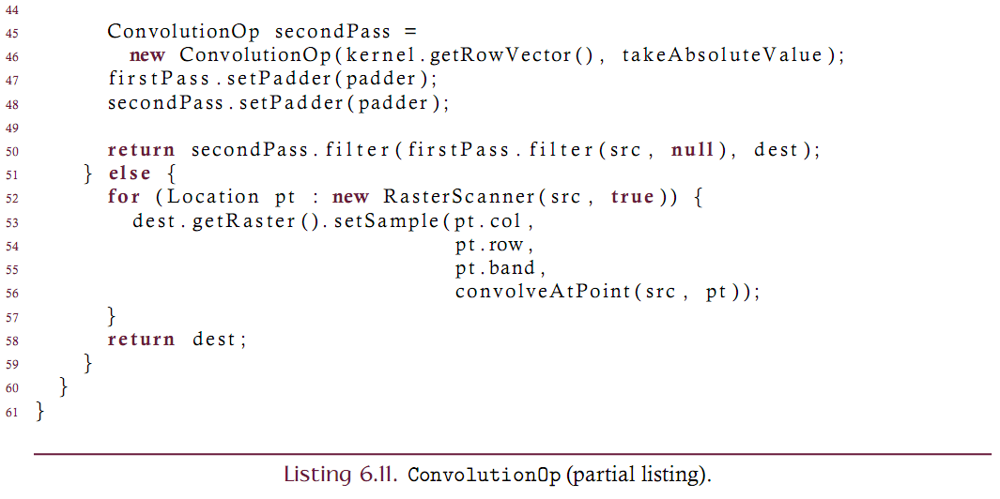 44
45 ConvolutionOp secondPass =
46 new ConvolutionOp(kernel.getRowVector(), takeAbsoluteValue);
47 firstPass.setPadder(padder);
48 secondPass.setPadder(padder);
49
50 return secondPass.filter(firstPass.filter(src, null), dest);
51 } else {
52 for (Location pt : new RasterScanner(src, true)) {
53 dest.getRaster().setSample(pt.col,
54 pt.row,
55 pt.band,
56 convolveAtPoint(src, pt));
57 }
58 return dest;
59 }
60 }
61 }
Listing 6.11. ConvolutionOp (partial listing).